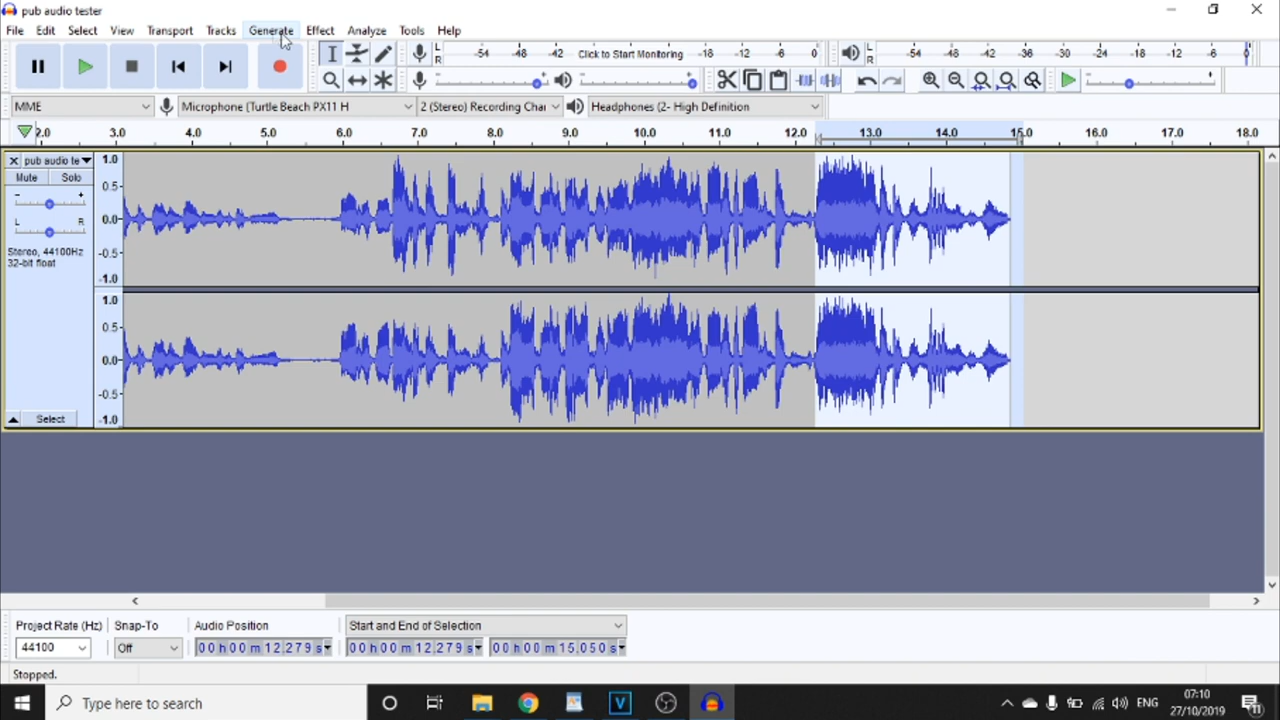 pub audio tester
File Edit Select View Transport Tracks Generate Effect Analyze Tools Help
L R -54 -48 -42 Click to Start Monitoring -18 -12 -6 0 L R -54 -48 -42 -36 -30 -24 -18 -12 -6 0
MME Microphone (Turtle Beach PX11 H 2 (Stereo) Recording Char Headphones (2- High Definition
2.0 3.0 4.0 5.0 6.0 7.0 8.0 9.0 10.0 11.0 12.0 13.0 14.0 15.0 16.0 17.0 18.0
pub audio te 1.0
Mute Solo
- + 0.5
L R 0.0
Stereo, 44100Hz -0.5
32-bit float
-1.0
1.0
0.5
0.0
-0.5
Select -1.0
Project Rate (Hz) Snap-To Audio Position Start and End of Selection
44100 Off 00 h 00 m 12.279 s 00 h 00 m 12.279 s 00 h 00 m 15.050 s
Stopped.
Type here to search V ENG 07:10
27/10/2019 11